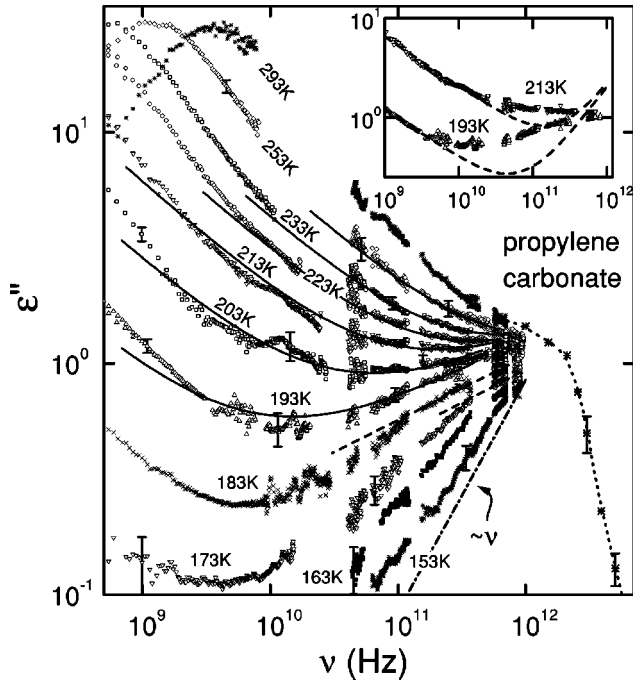 10¹
10⁰
10⁻¹
ε''
293K
253K
233K
223K
213K
203K
193K
183K
173K
163K
153K
~ν
propylene
carbonate
10¹
10⁰
213K
193K
10⁹
10¹⁰
10¹¹
10¹²
10⁹
10¹⁰
10¹¹
10¹²
ν (Hz)